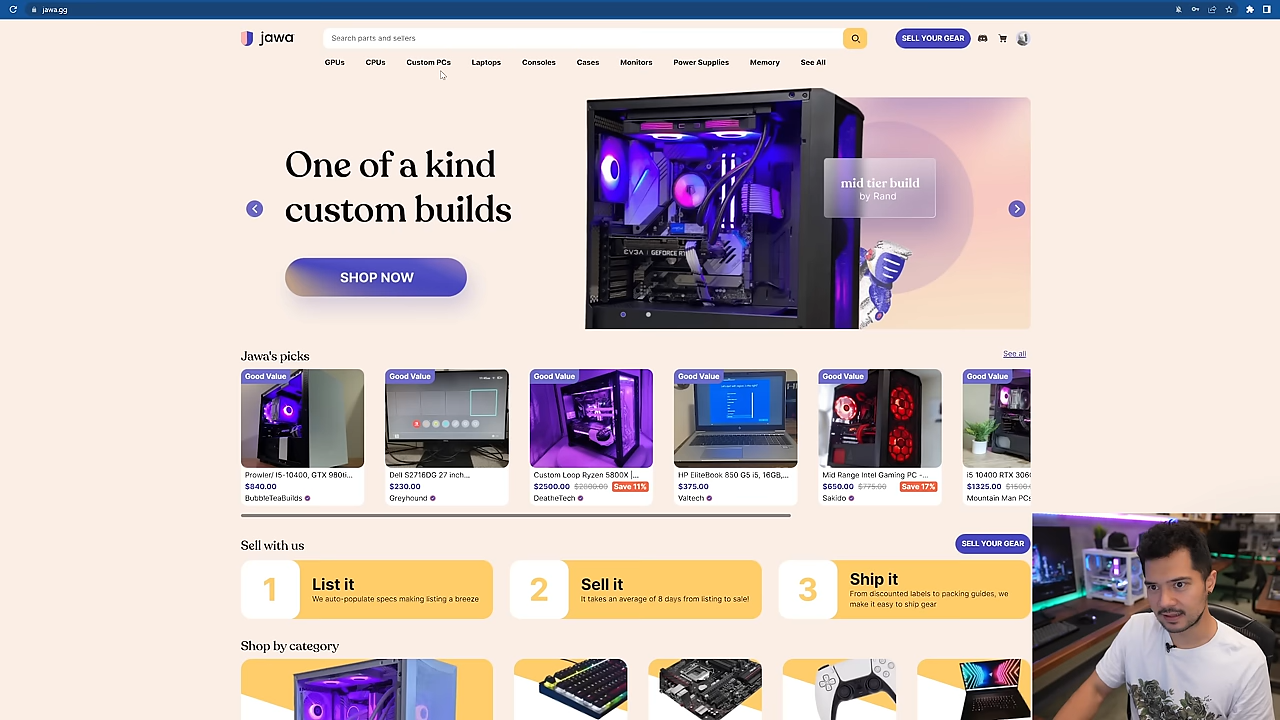 jawa.gg
jawa
Search parts and sellers
SELL YOUR GEAR
GPUs
CPUs
Custom PCs
Laptops
Consoles
Cases
Monitors
Power Supplies
Memory
See All
One of a kind
custom builds
SHOP NOW
EVGA GEFORCE RTX
mid tier build
by Rand
Jawa's picks
See all
Good Value
Prowler/ I5-10400, GTX 980ti...
$840.00
BubbleTeaBuilds
Good Value
Dell S2716DG 27 inch...
$230.00
Greyhound
Good Value
Custom Loop Ryzen 5800X |...
$2500.00 $2800.00 Save 11%
DeatheTech
Good Value
HP EliteBook 850 G5 i5, 16GB,...
$375.00
Valtech
Good Value
Mid Range Intel Gaming PC -...
$650.00 $775.00 Save 17%
Sakido
Good Value
i5 10400 RTX 306
$1325.00 $1500.
Mountain Man PCs
Sell with us
SELL YOUR GEAR
1
List it
We auto-populate specs making listing a breeze
2
Sell it
It takes an average of 8 days from listing to sale!
3
Ship it
From discounted labels to packing guides, we
make it easy to ship gear
Shop by category